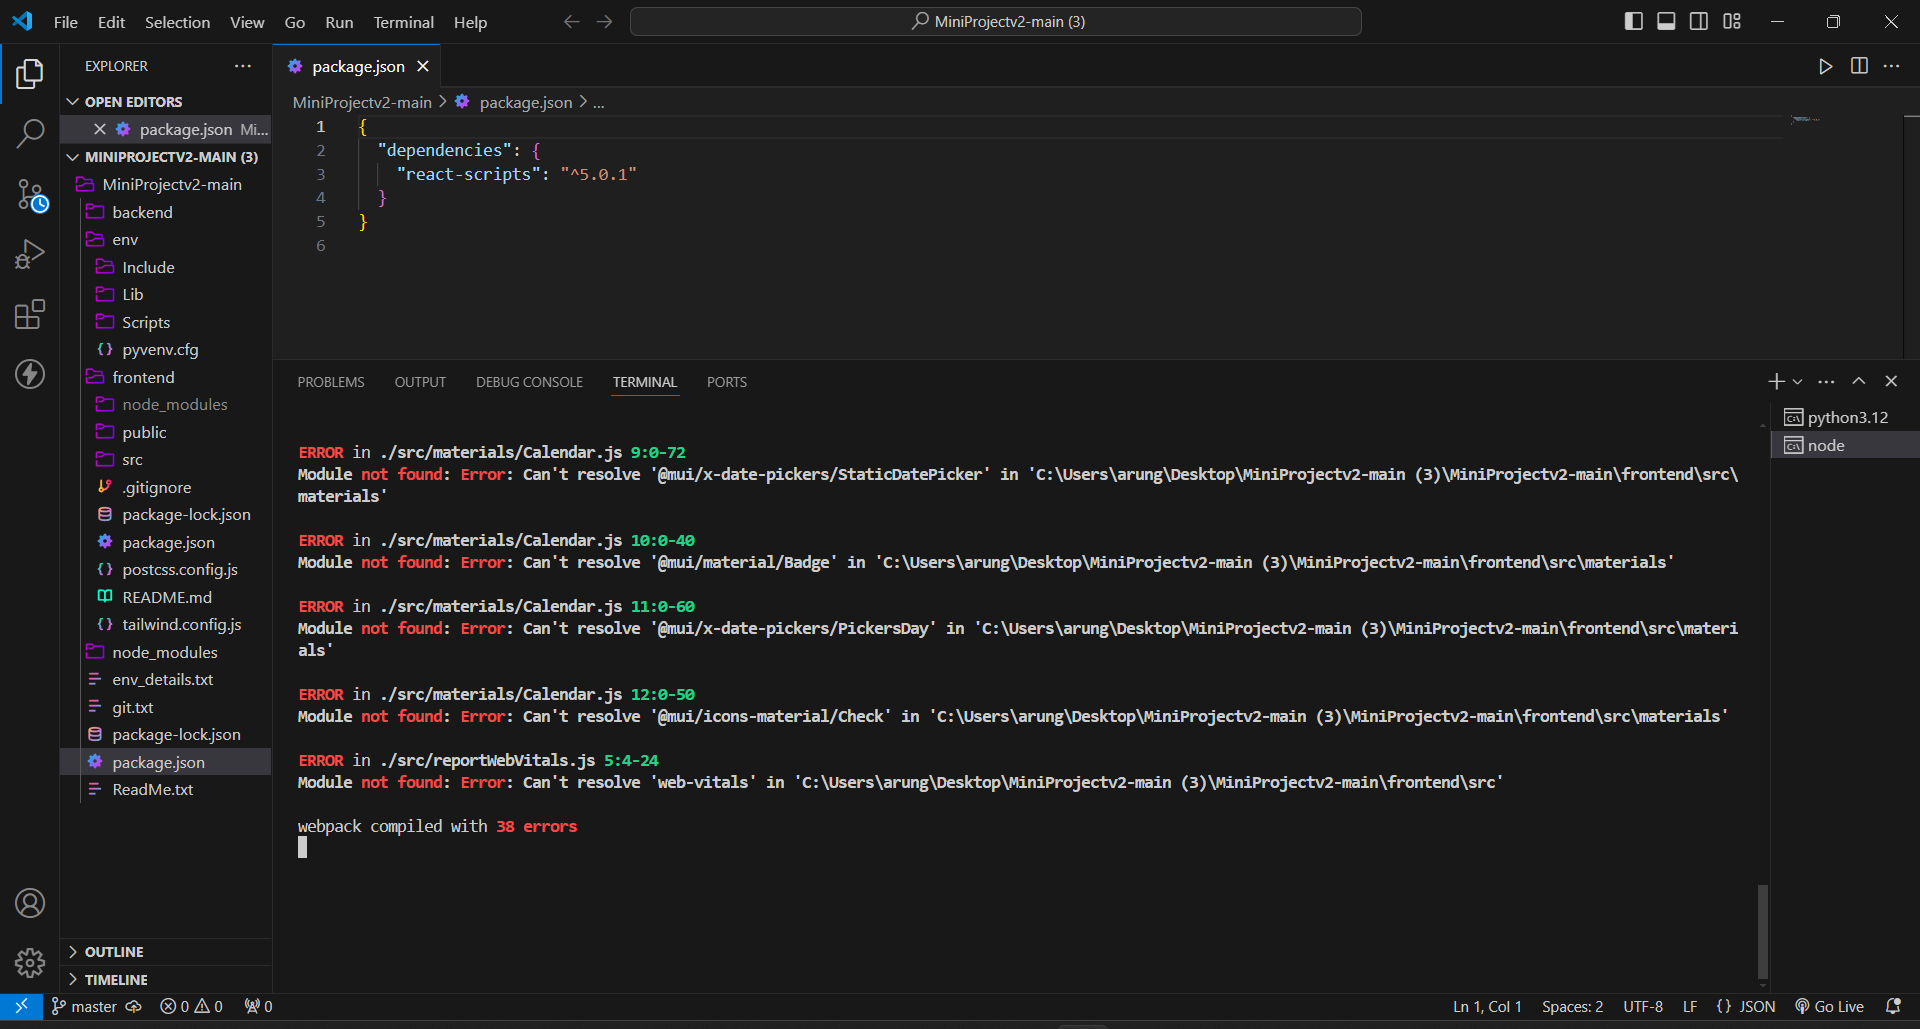 File Edit Selection View Go Run Terminal Help
MiniProjectv2-main (3)
EXPLORER
OPEN EDITORS
package.json Mi...
MINIPROJECTV2-MAIN (3)
MiniProjectv2-main
backend
env
Include
Lib
Scripts
pyvenv.cfg
frontend
node_modules
public
src
.gitignore
package-lock.json
package.json
postcss.config.js
README.md
tailwind.config.js
node_modules
env_details.txt
git.txt
package-lock.json
package.json
ReadMe.txt
OUTLINE
TIMELINE
package.json
MiniProjectv2-main > package.json > ...
1 {
2 "dependencies": {
3 "react-scripts": "^5.0.1"
4 }
5 }
6
PROBLEMS OUTPUT DEBUG CONSOLE TERMINAL PORTS
ERROR in ./src/materials/Calendar.js 9:0-72
Module not found: Error: Can't resolve '@mui/x-date-pickers/StaticDatePicker' in 'C:\Users\arung\Desktop\MiniProjectv2-main (3)\MiniProjectv2-main\frontend\src\
materials'
ERROR in ./src/materials/Calendar.js 10:0-40
Module not found: Error: Can't resolve '@mui/material/Badge' in 'C:\Users\arung\Desktop\MiniProjectv2-main (3)\MiniProjectv2-main\frontend\src\materials'
ERROR in ./src/materials/Calendar.js 11:0-60
Module not found: Error: Can't resolve '@mui/x-date-pickers/PickersDay' in 'C:\Users\arung\Desktop\MiniProjectv2-main (3)\MiniProjectv2-main\frontend\src\materi
als'
ERROR in ./src/materials/Calendar.js 12:0-50
Module not found: Error: Can't resolve '@mui/icons-material/Check' in 'C:\Users\arung\Desktop\MiniProjectv2-main (3)\MiniProjectv2-main\frontend\src\materials'
ERROR in ./src/reportWebVitals.js 5:4-24
Module not found: Error: Can't resolve 'web-vitals' in 'C:\Users\arung\Desktop\MiniProjectv2-main (3)\MiniProjectv2-main\frontend\src'
webpack compiled with 38 errors
python3.12
node
master 0 0 0
Ln 1, Col 1 Spaces: 2 UTF-8 LF {} JSON Go Live